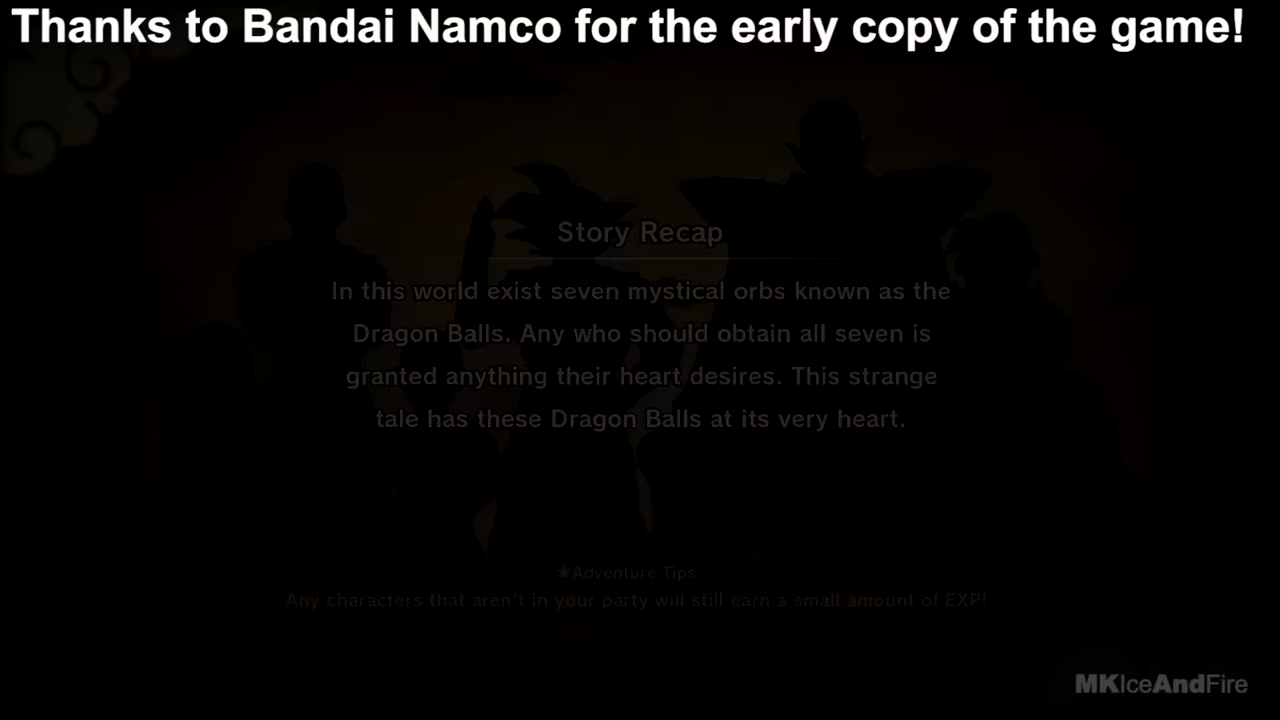 Thanks to Bandai Namco for the early copy of the game!
Story Recap
In this world exist seven mystical orbs known as the
Dragon Balls. Any who should obtain all seven is
granted anything their heart desires. This strange
tale has these Dragon Balls at its very heart.
★Adventure Tips
Any characters that aren't in your party will still earn a small amount of EXP!
MKIceAndFire